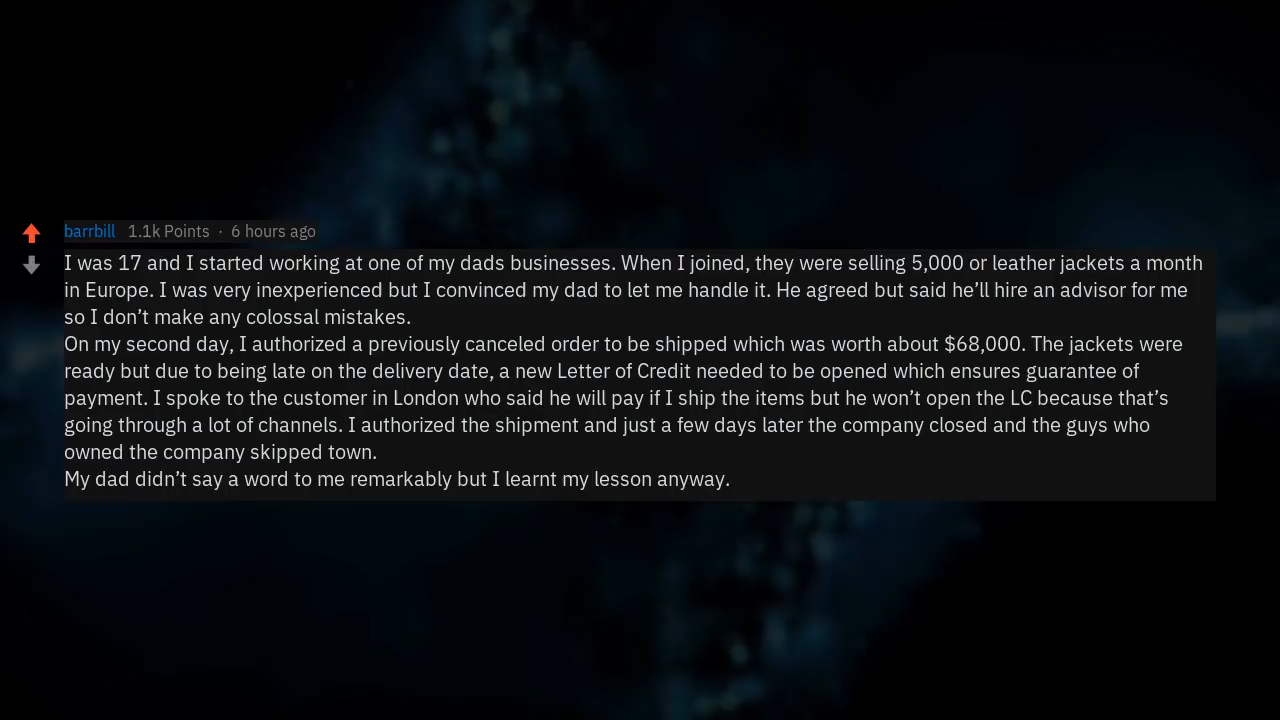 barrbill 1.1k Points · 6 hours ago
I was 17 and I started working at one of my dads businesses. When I joined, they were selling 5,000 or leather jackets a month
in Europe. I was very inexperienced but I convinced my dad to let me handle it. He agreed but said he’ll hire an advisor for me
so I don’t make any colossal mistakes.
On my second day, I authorized a previously canceled order to be shipped which was worth about $68,000. The jackets were
ready but due to being late on the delivery date, a new Letter of Credit needed to be opened which ensures guarantee of
payment. I spoke to the customer in London who said he will pay if I ship the items but he won’t open the LC because that’s
going through a lot of channels. I authorized the shipment and just a few days later the company closed and the guys who
owned the company skipped town.
My dad didn’t say a word to me remarkably but I learnt my lesson anyway.